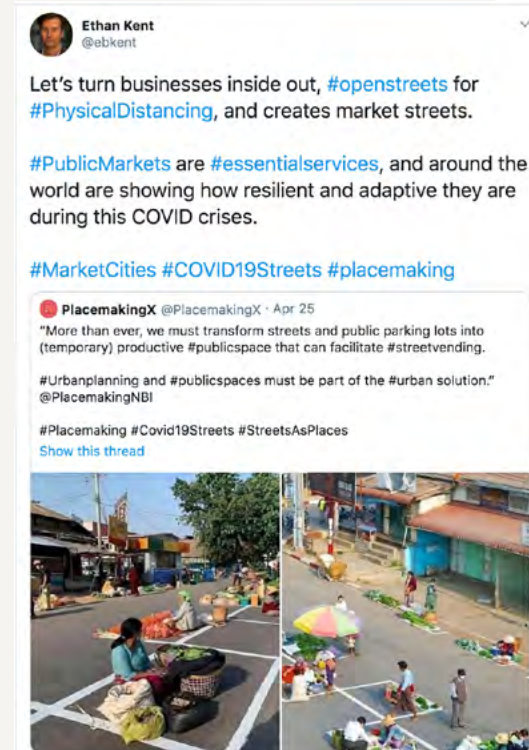 Ethan Kent
@ebkent
Let's turn businesses inside out, #openstreets for
#PhysicalDistancing, and creates market streets.
#PublicMarkets are #essentialservices, and around the
world are showing how resilient and adaptive they are
during this COVID crises.
#MarketCities #COVID19Streets #placemaking
PlacemakingX @PlacemakingX · Apr 25
"More than ever, we must transform streets and public parking lots into
(temporary) productive #publicspace that can facilitate #streetvending.
#Urbanplanning and #publicspaces must be part of the #urban solution."
@PlacemakingNBI
#Placemaking #Covid19Streets #StreetsAsPlaces
Show this thread